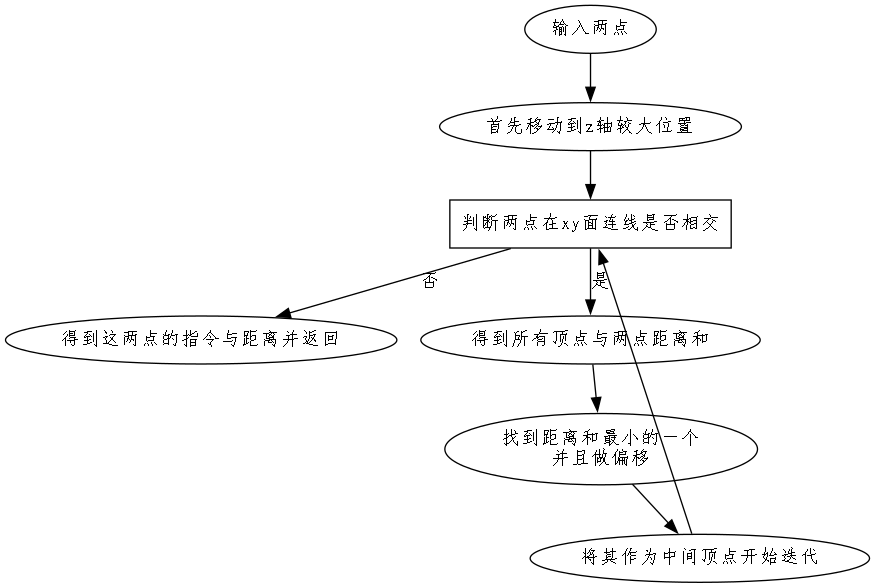 输入两点
首先移动到z轴较大位置
判断两点在xy面连线是否相交
否
是
得到这两点的指令与距离并返回
得到所有顶点与两点距离和
找到距离和最小的一个
并且做偏移
将其作为中间顶点开始迭代